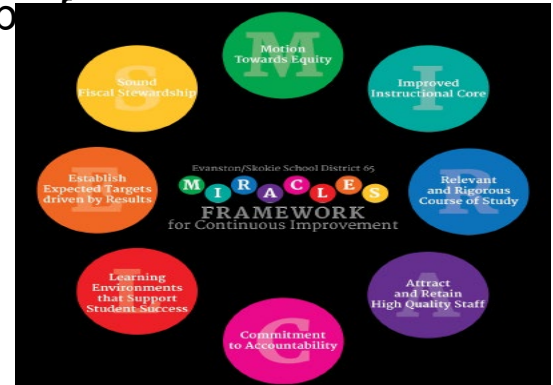 Motion
Towards Equity
M
Improved
Instructional Core
I
Relevant
and Rigorous
Course of Study
R
Attract
and Retain
High Quality Staff
A
Commitment
to Accountability
C
Learning
Environments
that Support
Student Success
L
Establish
Expected Targets
driven by Results
E
Sound
Fiscal Stewardship
S
Evanston/Skokie School District 65
MIRACLES
FRAMEWORK
for Continuous Improvement